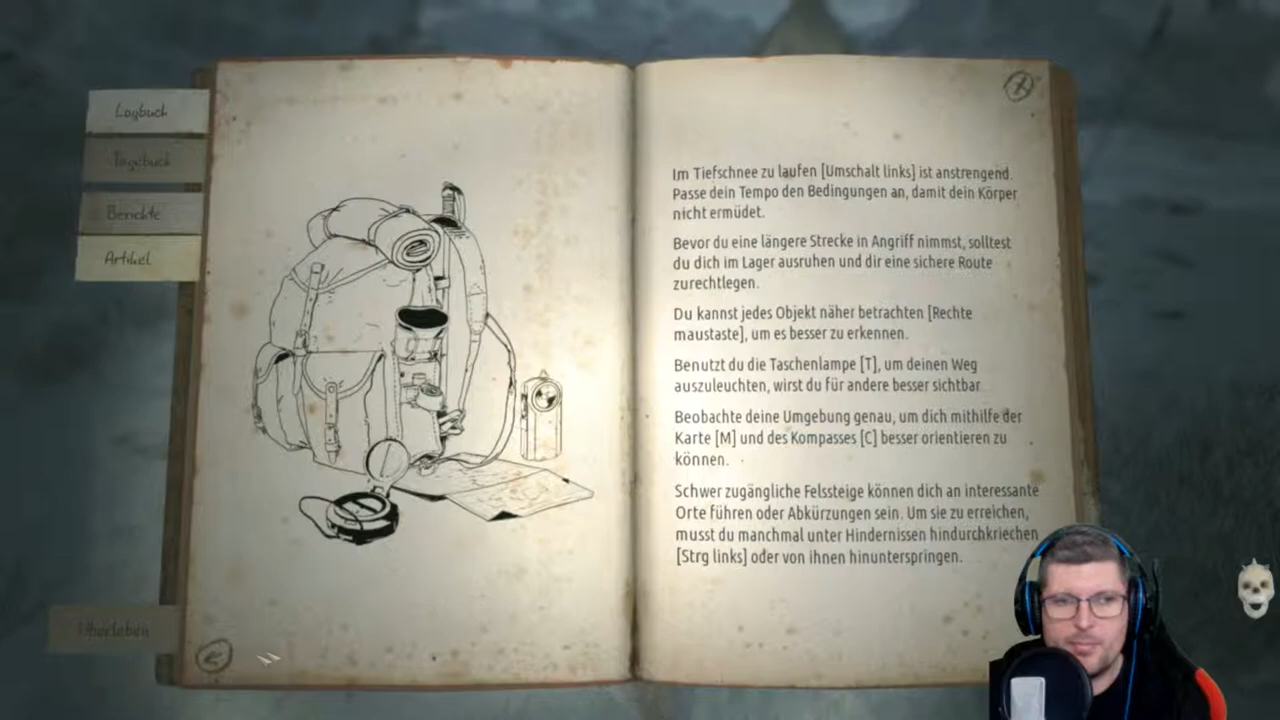 Logbuch
Tagebuch
Berichte
Artikel
Überleben
Im Tiefschnee zu laufen [Umschalt links] ist anstrengend.
Passe dein Tempo den Bedingungen an, damit dein Körper
nicht ermüdet.
Bevor du eine längere Strecke in Angriff nimmst, solltest
du dich im Lager ausruhen und dir eine sichere Route
zurechtlegen.
Du kannst jedes Objekt näher betrachten [Rechte
maustaste], um es besser zu erkennen.
Benutzt du die Taschenlampe [T], um deinen Weg
auszuleuchten, wirst du für andere besser sichtbar
Beobachte deine Umgebung genau, um dich mithilfe der
Karte [M] und des Kompasses [C] besser orientieren zu
können.
Schwer zugängliche Felssteige können dich an interessante
Orte führen oder Abkürzungen sein. Um sie zu erreichen,
musst du manchmal unter Hindernissen hindurchkriechen
[Strg links] oder von ihnen hinunterspringen.